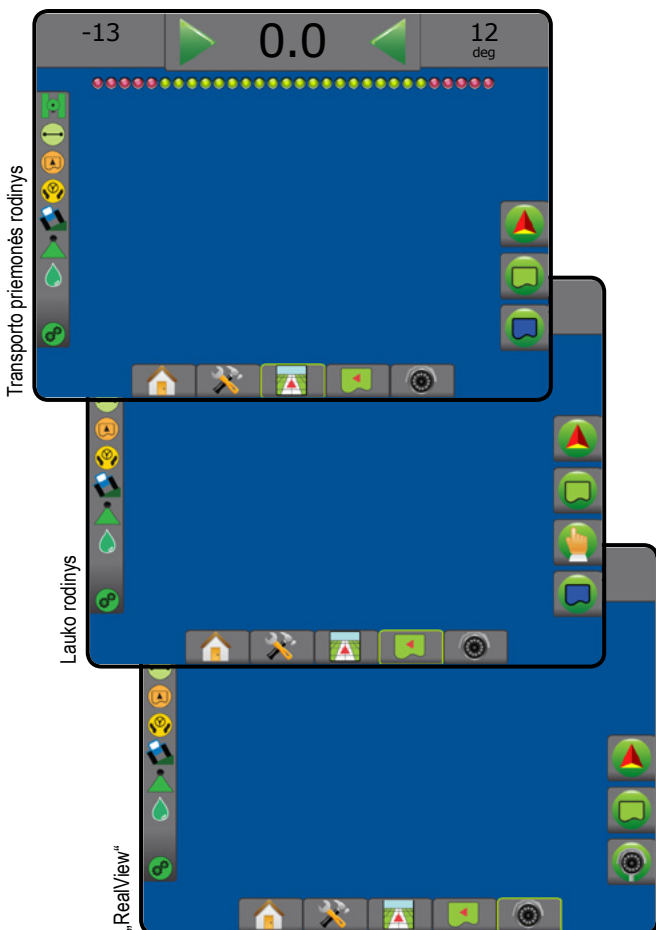 -13
0.0
12
deg
Transporto priemonės rodinys
Lauko rodinys
„RealView“